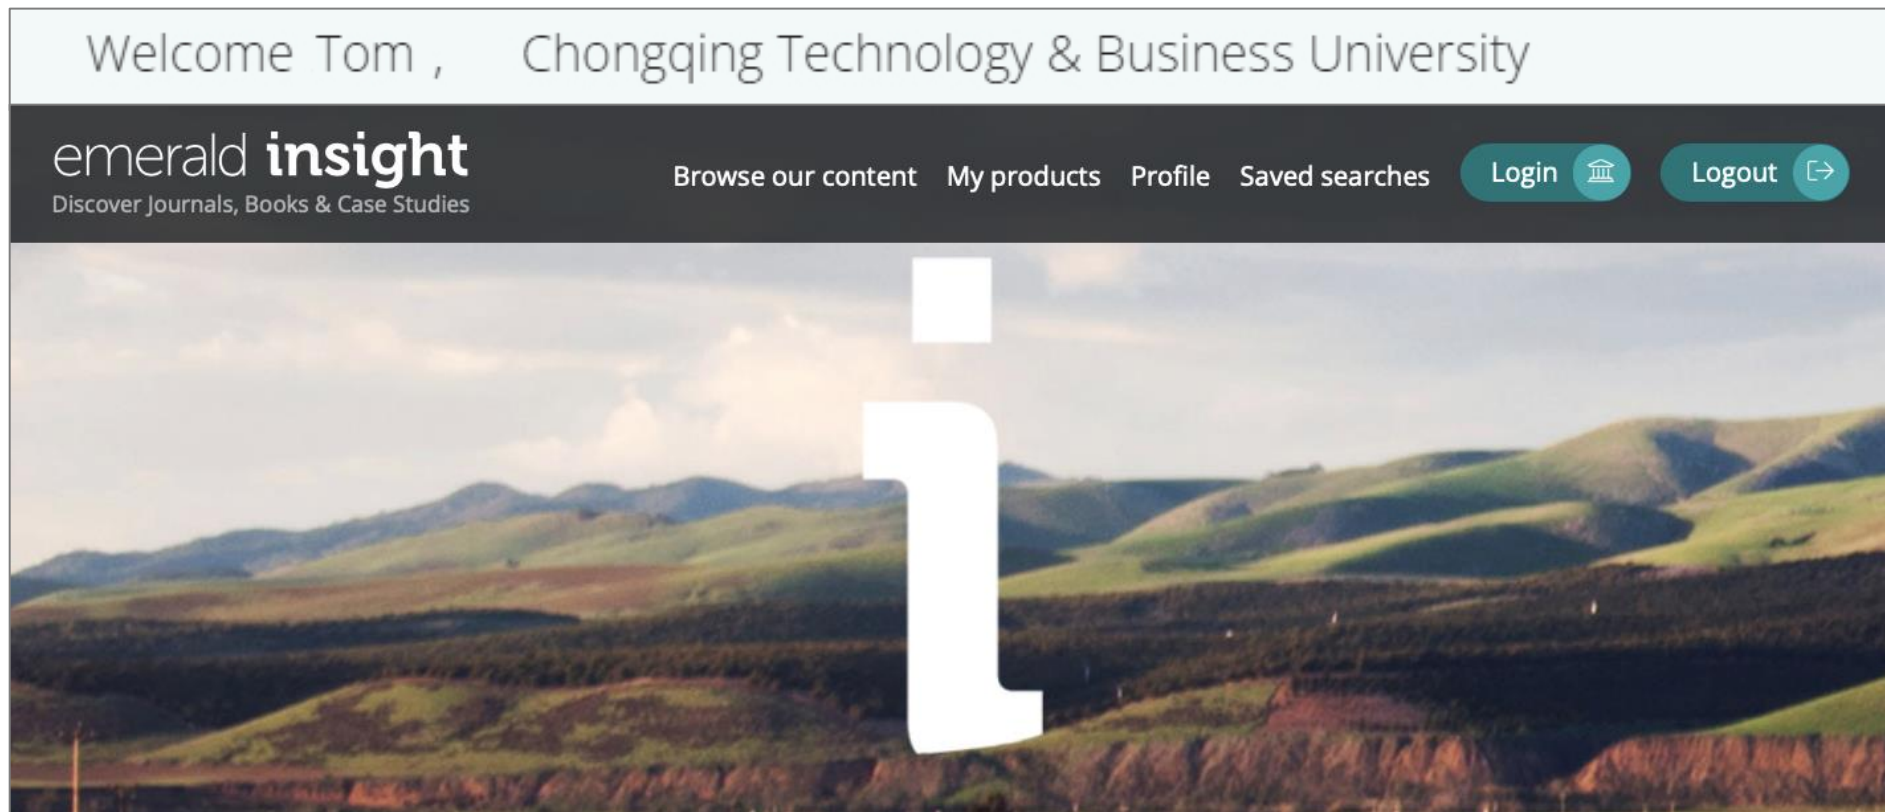 Welcome Tom , Chongqing Technology & Business University
emerald insight
Discover Journals, Books & Case Studies
Browse our content My products Profile Saved searches Login Logout
i